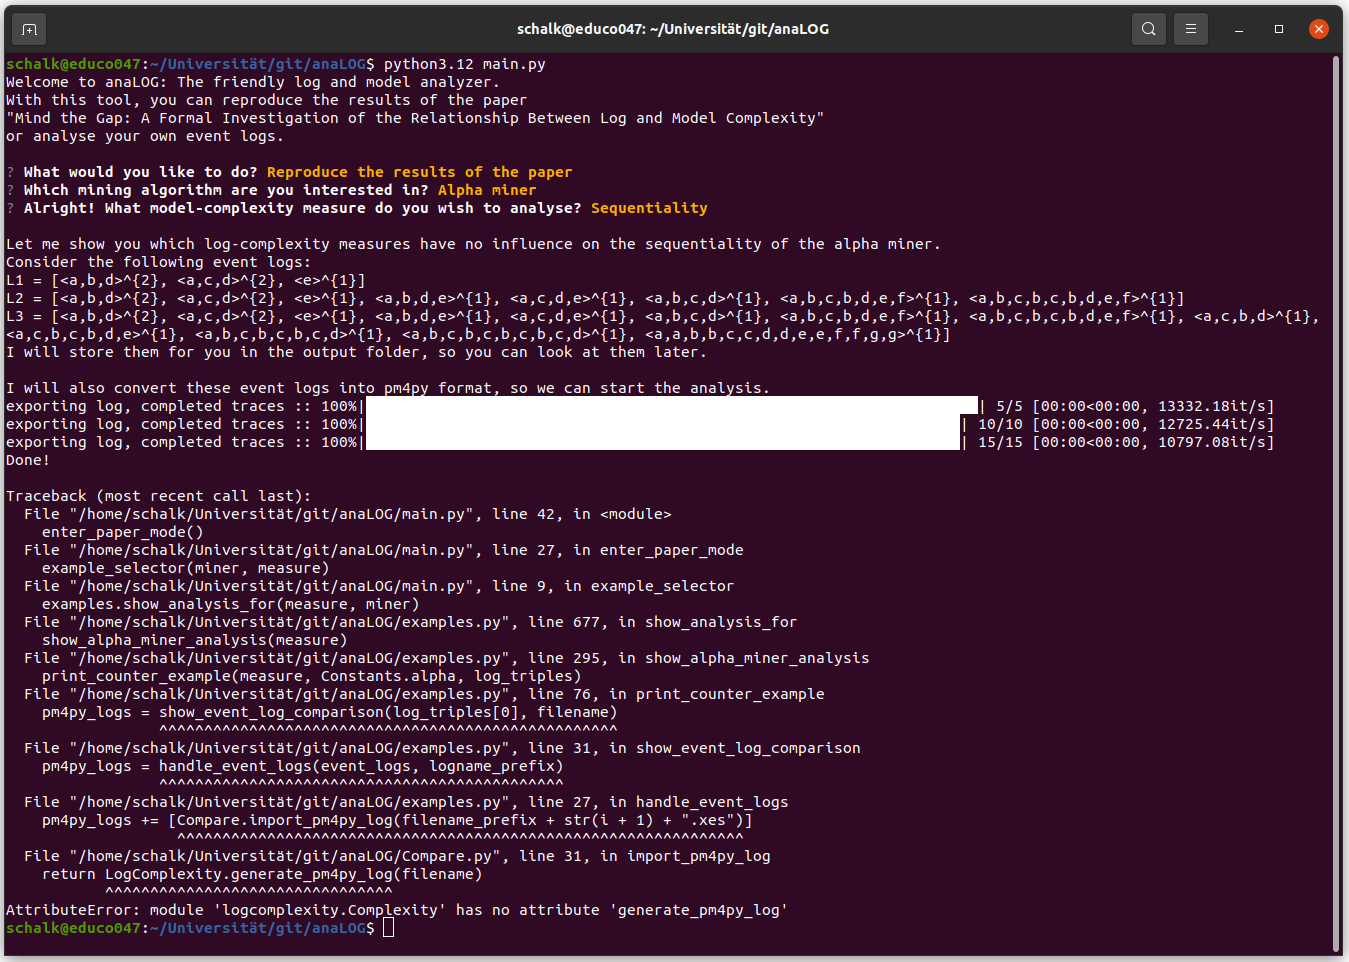 schalk@educo047: ~/Universität/git/anaLOG
schalk@educo047:~/Universität/git/anaLOG$ python3.12 main.py
Welcome to anaLOG: The friendly log and model analyzer.
With this tool, you can reproduce the results of the paper
"Mind the Gap: A Formal Investigation of the Relationship Between Log and Model Complexity"
or analyse your own event logs.
? What would you like to do? Reproduce the results of the paper
? Which mining algorithm are you interested in? Alpha miner
? Alright! What model-complexity measure do you wish to analyse? Sequentiality
Let me show you which log-complexity measures have no influence on the sequentiality of the alpha miner.
Consider the following event logs:
L1 = [<a,b,d>^{2}, <a,c,d>^{2}, <e>^{1}]
L2 = [<a,b,d>^{2}, <a,c,d>^{2}, <e>^{1}, <a,b,d,e>^{1}, <a,c,d,e>^{1}, <a,b,c,d>^{1}, <a,b,c,b,d,e,f>^{1}, <a,b,c,b,c,b,d,e,f>^{1}]
L3 = [<a,b,d>^{2}, <a,c,d>^{2}, <e>^{1}, <a,b,d,e>^{1}, <a,c,d,e>^{1}, <a,b,c,d>^{1}, <a,b,c,b,d,e,f>^{1}, <a,b,c,b,c,b,d,e,f>^{1}, <a,c,b,d>^{1},
<a,c,b,c,b,d,e>^{1}, <a,b,c,b,c,b,c,d>^{1}, <a,b,c,b,c,b,c,b,c,d>^{1}, <a,a,b,b,c,c,d,d,e,e,f,f,g,g>^{1}]
I will store them for you in the output folder, so you can look at them later.
I will also convert these event logs into pm4py format, so we can start the analysis.
exporting log, completed traces :: 100%| | 5/5 [00:00<00:00, 13332.18it/s]
exporting log, completed traces :: 100%| | 10/10 [00:00<00:00, 12725.44it/s]
exporting log, completed traces :: 100%| | 15/15 [00:00<00:00, 10797.08it/s]
Done!
Traceback (most recent call last):
  File "/home/schalk/Universität/git/anaLOG/main.py", line 42, in <module>
    enter_paper_mode()
  File "/home/schalk/Universität/git/anaLOG/main.py", line 27, in enter_paper_mode
    example_selector(miner, measure)
  File "/home/schalk/Universität/git/anaLOG/main.py", line 9, in example_selector
    examples.show_analysis_for(measure, miner)
  File "/home/schalk/Universität/git/anaLOG/examples.py", line 677, in show_analysis_for
    show_alpha_miner_analysis(measure)
  File "/home/schalk/Universität/git/anaLOG/examples.py", line 295, in show_alpha_miner_analysis
    print_counter_example(measure, Constants.alpha, log_triples)
  File "/home/schalk/Universität/git/anaLOG/examples.py", line 76, in print_counter_example
    pm4py_logs = show_event_log_comparison(log_triples[0], filename)
                 ^^^^^^^^^^^^^^^^^^^^^^^^^^^^^^^^^^^^^^^^^^^^^^^^^^^
  File "/home/schalk/Universität/git/anaLOG/examples.py", line 31, in show_event_log_comparison
    pm4py_logs = handle_event_logs(event_logs, logname_prefix)
                 ^^^^^^^^^^^^^^^^^^^^^^^^^^^^^^^^^^^^^^^^^^^^^
  File "/home/schalk/Universität/git/anaLOG/examples.py", line 27, in handle_event_logs
    pm4py_logs += [Compare.import_pm4py_log(filename_prefix + str(i + 1) + ".xes")]
                   ^^^^^^^^^^^^^^^^^^^^^^^^^^^^^^^^^^^^^^^^^^^^^^^^^^^^^^^^^^^^^^^
  File "/home/schalk/Universität/git/anaLOG/Compare.py", line 31, in import_pm4py_log
    return LogComplexity.generate_pm4py_log(filename)
           ^^^^^^^^^^^^^^^^^^^^^^^^^^^^^^^^
AttributeError: module 'logcomplexity.Complexity' has no attribute 'generate_pm4py_log'
schalk@educo047:~/Universität/git/anaLOG$